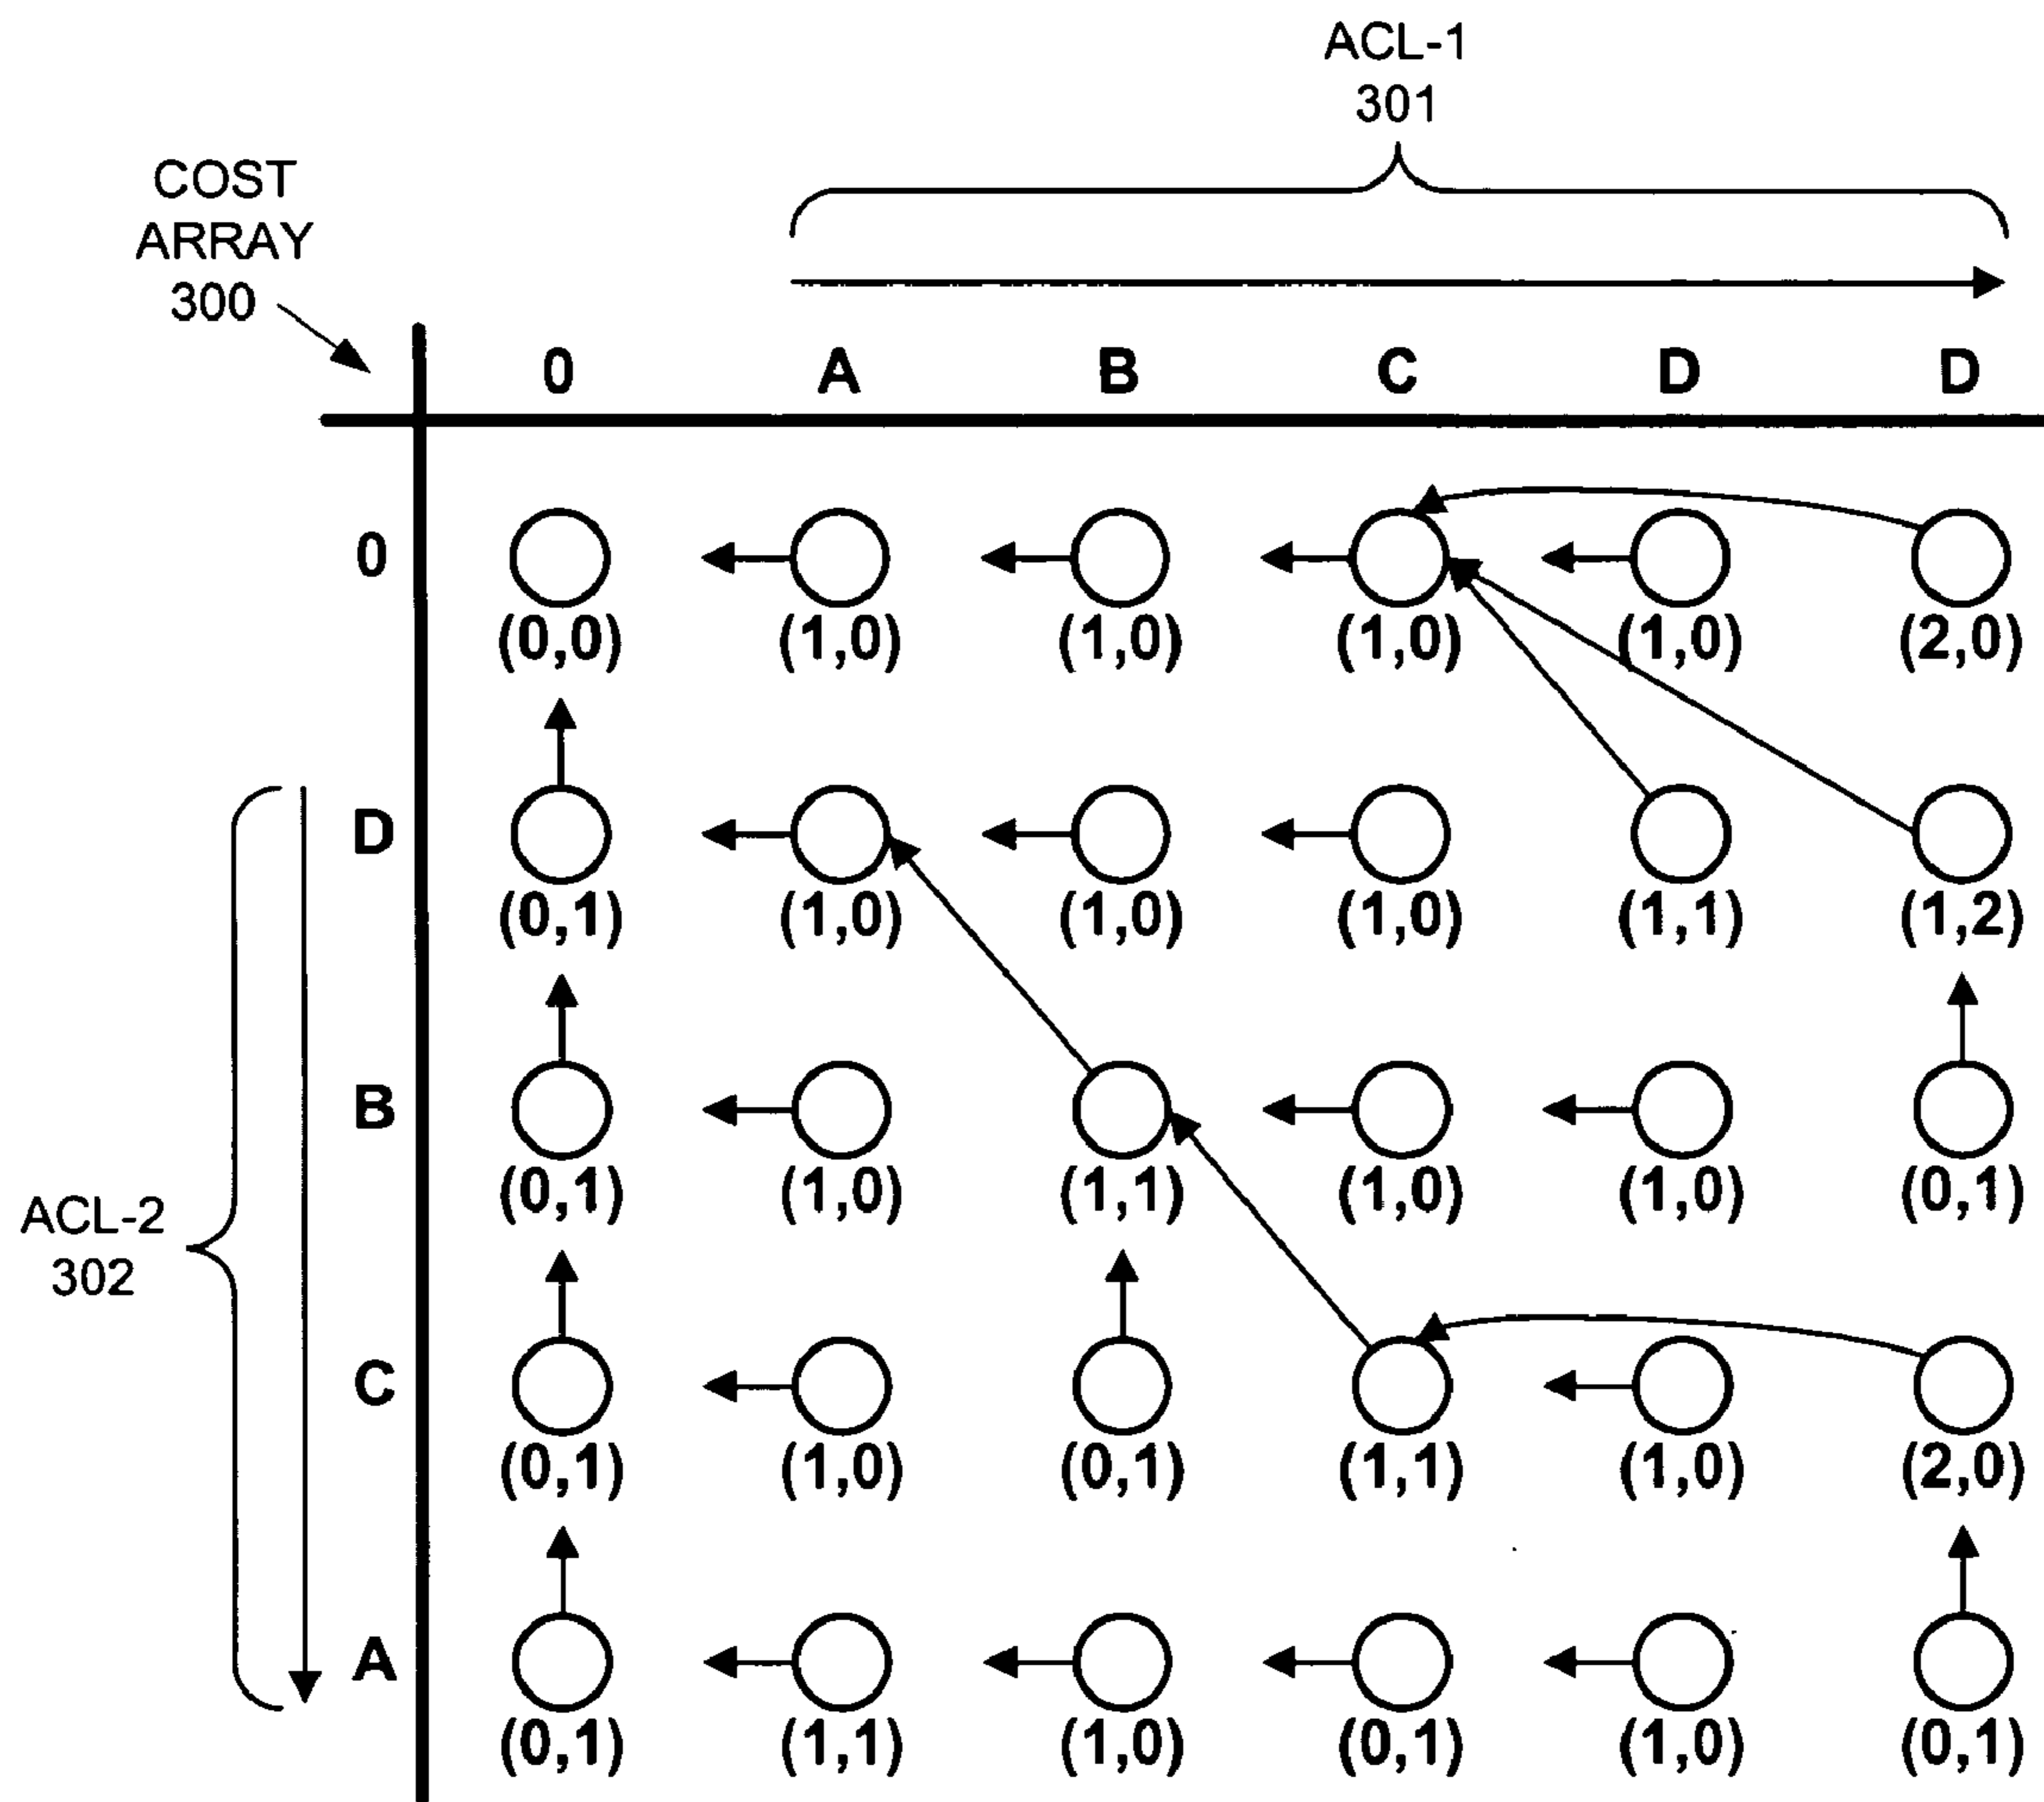 ACL-1
301
COST
ARRAY
300
0 A B C D D
0
(0,0) (1,0) (1,0) (1,0) (1,0) (2,0)
D
(0,1) (1,0) (1,0) (1,0) (1,1) (1,2)
B
(0,1) (1,0) (1,1) (1,0) (1,0) (0,1)
ACL-2
302
C
(0,1) (1,0) (0,1) (1,1) (1,0) (2,0)
A
(0,1) (1,1) (1,0) (0,1) (1,0) (0,1)